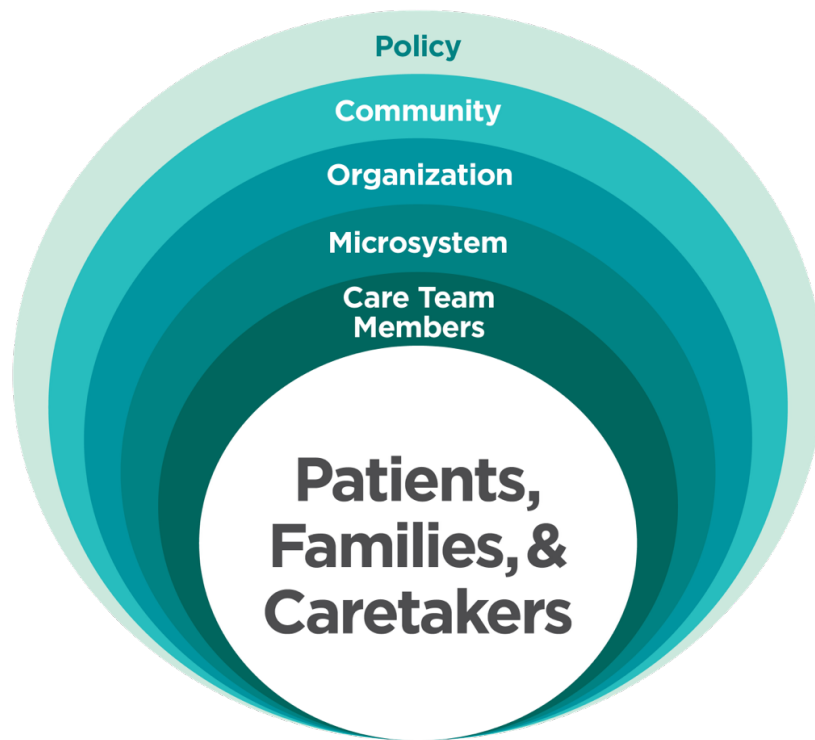 Policy
Community
Organization
Microsystem
Care Team
Members
Patients,
Families, &
Caretakers